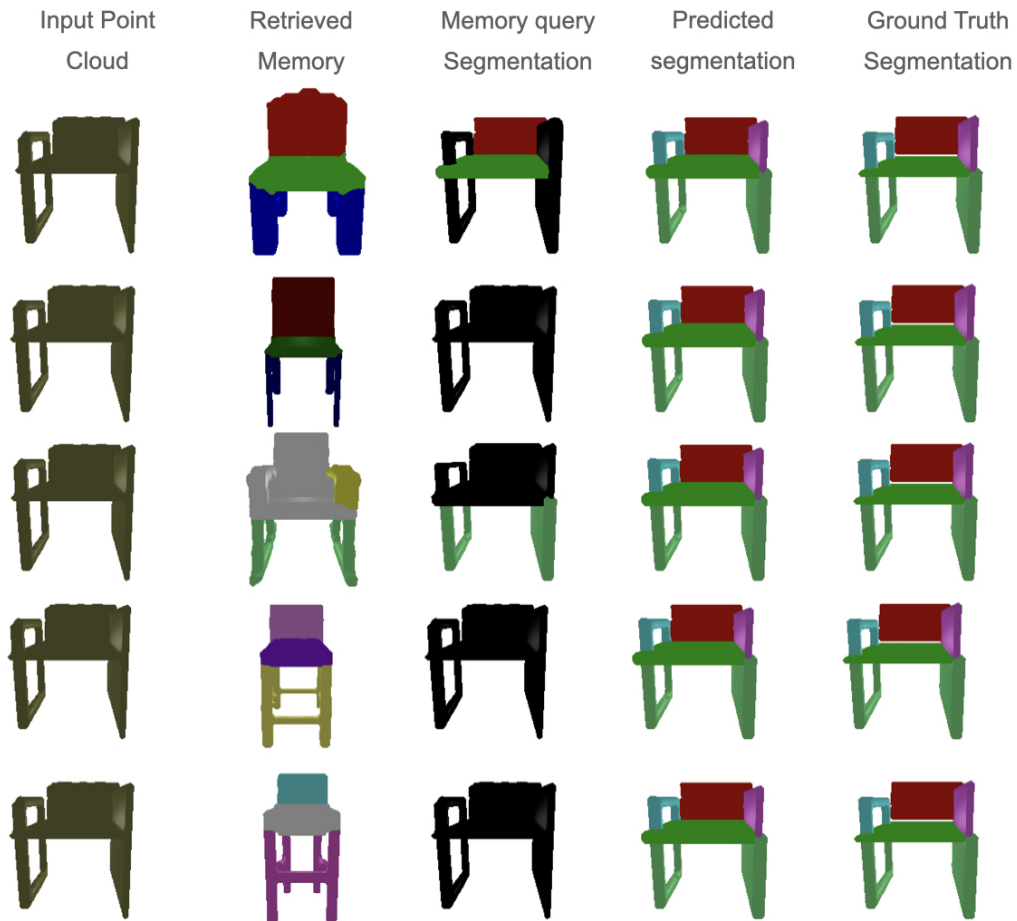 Input Point
Cloud
Retrieved
Memory
Memory query
Segmentation
Predicted
segmentation
Ground Truth
Segmentation